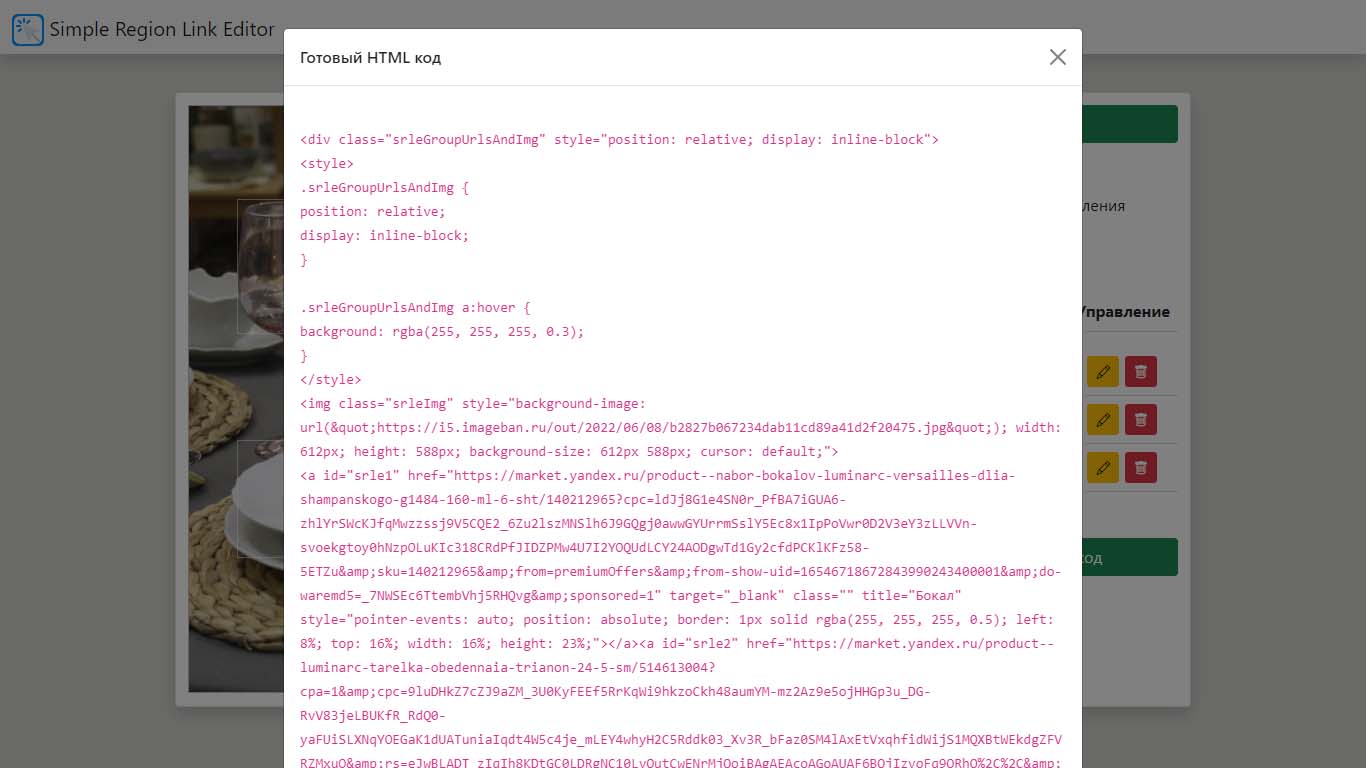 Simple Region Link Editor
Готовый HTML код
<div class="srleGroupUrlsAndImg" style="position: relative; display: inline-block">
<style>
.srleGroupUrlsAndImg {
position: relative;
display: inline-block;
}
.srleGroupUrlsAndImg a:hover {
background: rgba(255, 255, 255, 0.3);
}
</style>
<img class="srleImg" style="background-image:
url(&quot;https://i5.imageban.ru/out/2022/06/08/b2827b067234dab11cd89a41d2f20475.jpg&quot;); width:
612px; height: 588px; background-size: 612px 588px; cursor: default;">
<a id="srle1" href="https://market.yandex.ru/product--nabor-bokalov-luminarc-versailles-dlia-
shampanskogo-g1484-160-ml-6-sht/140212965?cpc=ldJj8G1e4SN0r_PfBA7iGUA6-
zhlYrSWcKJfqMwzzssj9V5CQE2_6Zu2lszMNSlh6J9GQgj0awwGYUrrmSslY5Ec8x1IpPoVwr0D2V3eY3zLLVVn-
svoekgtoy0hNzpOLuKIc318CRdPfJIDZPMw4U7I2YOQUdLCY24AODgwTd1Gy2cfdPCKlKFz58-
5ETZu&amp;sku=140212965&amp;from=premiumOffers&amp;from-show-uid=16546718672843990243400001&amp;do-
waremd5=_7NWSEc6TtembVhj5RHQvg&amp;sponsored=1" target="_blank" class="" title="Бокал"
style="pointer-events: auto; position: absolute; border: 1px solid rgba(255, 255, 255, 0.5); left:
8%; top: 16%; width: 16%; height: 23%;"></a><a id="srle2" href="https://market.yandex.ru/product--
luminarc-tarelka-obedennaia-trianon-24-5-sm/514613004?
cpa=1&amp;cpc=9luDHkZ7cZJ9aZM_3U0KyFEEf5RrKqWi9hkzoCkh48aumYM-mz2Az9e5ojHHGp3u_DG-
RvV83jeLBUKfR_RdQ0-
yaFUiSLXNqYOEGaK1dUATuniaIqdt4W5c4je_mLEY4whyH2C5Rddk03_Xv3R_bFaz0SM4lAxEtVxqhfidWijS1MQXBtWEkdgZFV
ления
Управление
код